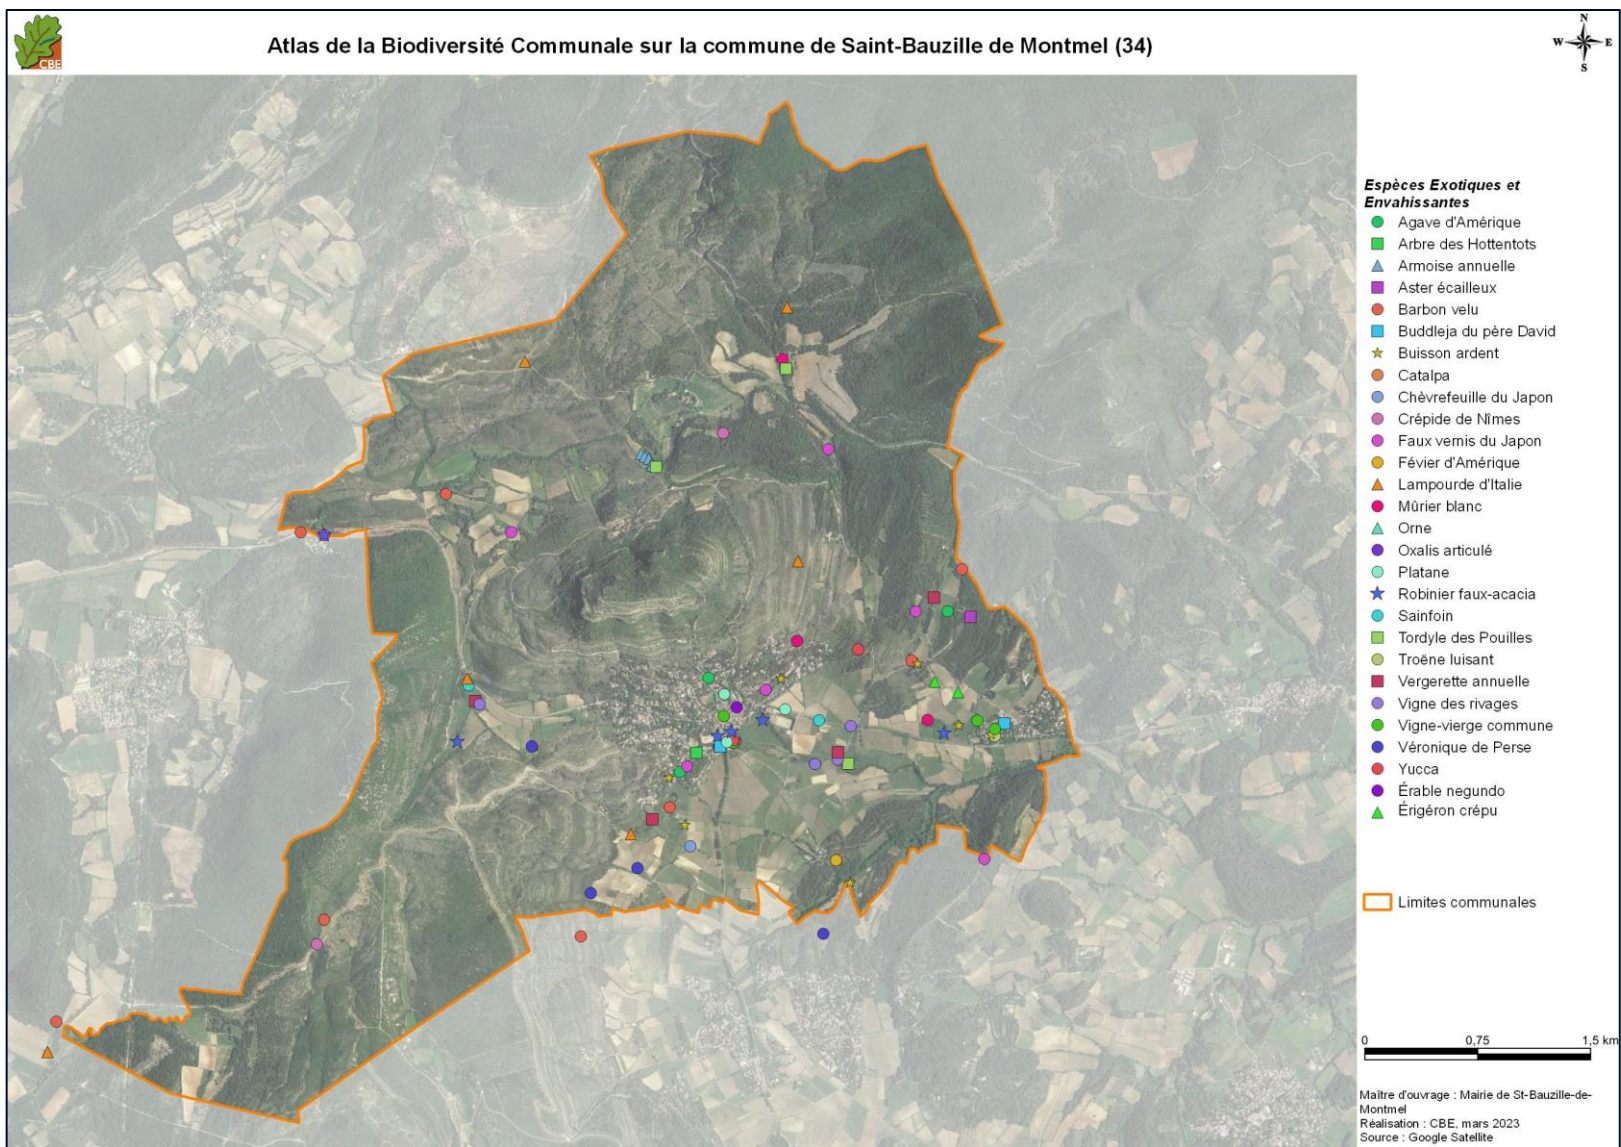 CBE
Atlas de la Biodiversité Communale sur la commune de Saint-Bauzille de Montmel (34)
N
W
E
S
Espèces Exotiques et
Envahissantes
Agave d'Amérique
Arbre des Hottentots
Armoise annuelle
Aster écailleux
Barbon velu
Buddleja du père David
Buisson ardent
Catalpa
Chèvrefeuille du Japon
Crépide de Nîmes
Faux vernis du Japon
Févier d'Amérique
Lampourde d'Italie
Mûrier blanc
Orne
Oxalis articulé
Platane
Robinier faux-acacia
Sainfoin
Tordyle des Pouilles
Troëne luisant
Vergerette annuelle
Vigne des rivages
Vigne-vierge commune
Véronique de Perse
Yucca
Érable negundo
Érigéron crépu
Limites communales
0 0,75 1,5 km
Maître d'ouvrage : Mairie de St-Bauzille-de-
Montmel
Réalisation : CBE, mars 2023
Source : Google Satellite